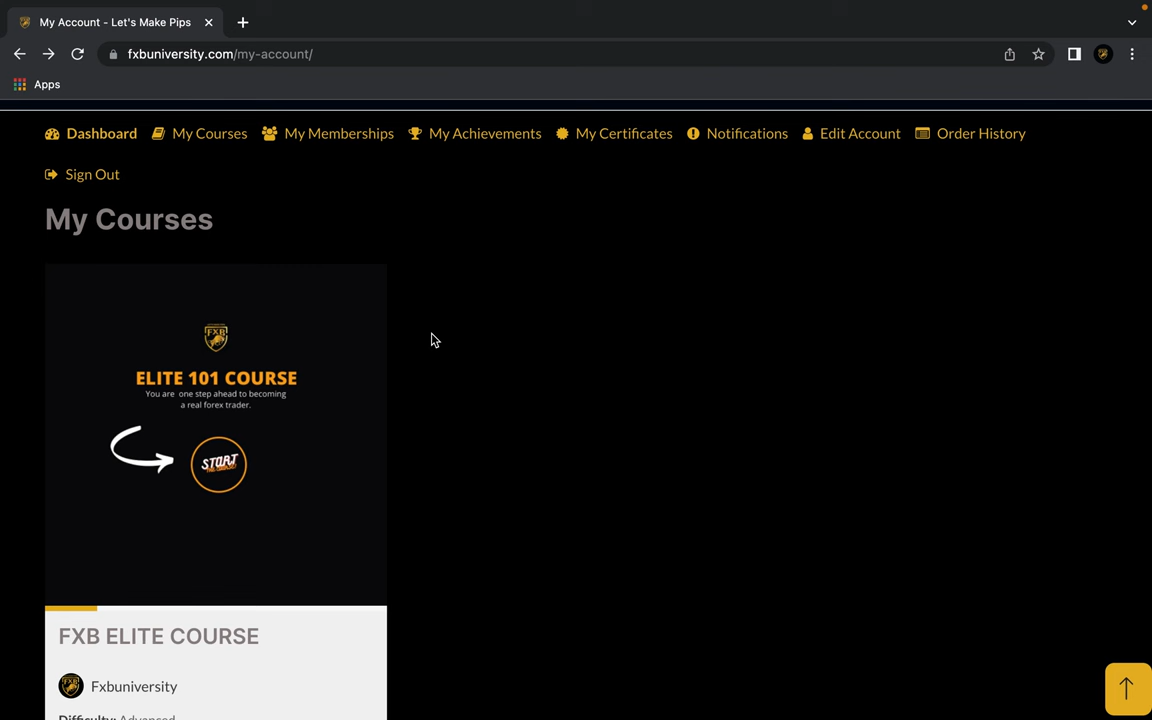 My Account - Let's Make Pips
fxbuniversity.com/my-account/
Apps
Dashboard My Courses My Memberships My Achievements My Certificates Notifications Edit Account Order History
Sign Out
My Courses
FXB
ELITE 101 COURSE
You are one step ahead to becoming
a real forex trader.
START
FXB ELITE COURSE
Fxbuniversity
Difficulty: Advanced